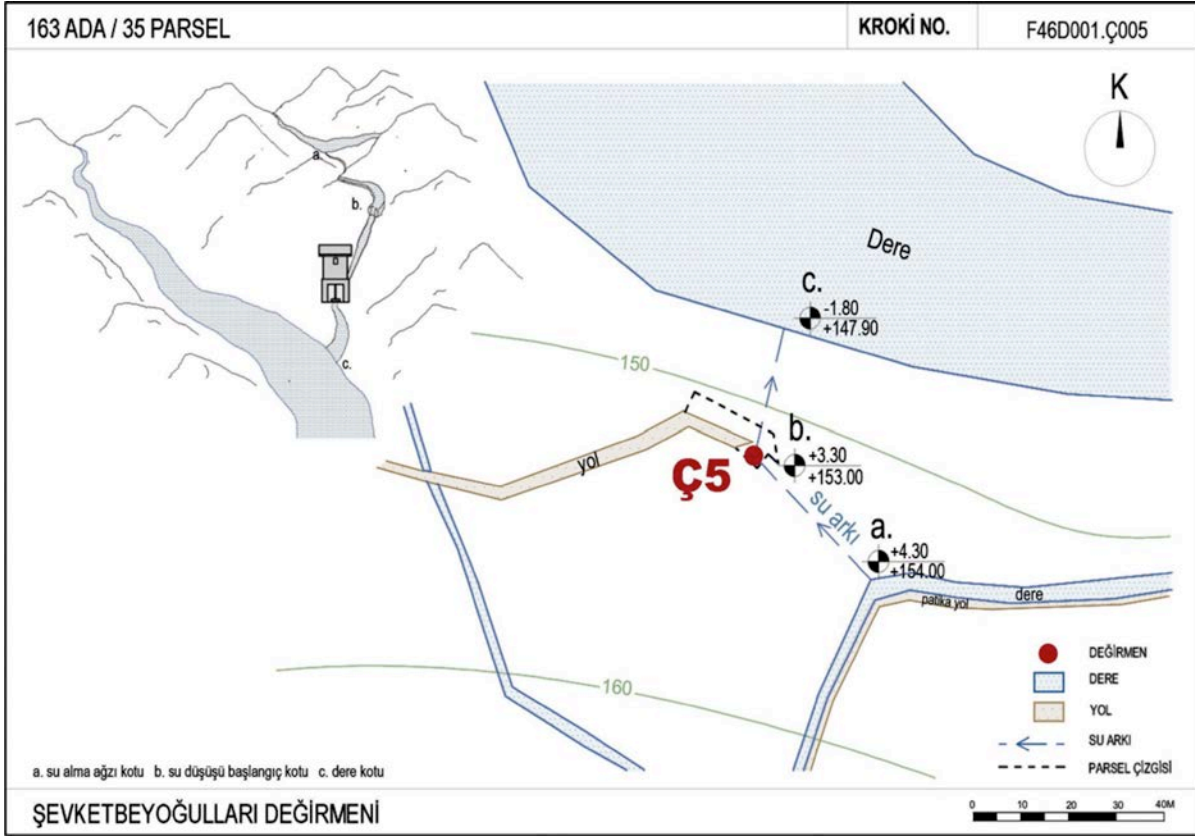 163 ADA / 35 PARSEL
KROKİ NO.
F46D001.Ç005
K
a.
b.
c.
Dere
c.
-1.80
+147.90
150
yol
Ç5
b.
+3.30
+153.00
su arkı
a.
+4.30
+154.00
dere
patika yol
160
DEĞİRMEN
DERE
YOL
SU ARKI
PARSEL ÇİZGİSİ
a. su alma ağzı kotu b. su düşüşü başlangıç kotu c. dere kotu
ŞEVKETBEYOĞULLARI DEĞİRMENİ
0 10 20 30 40M